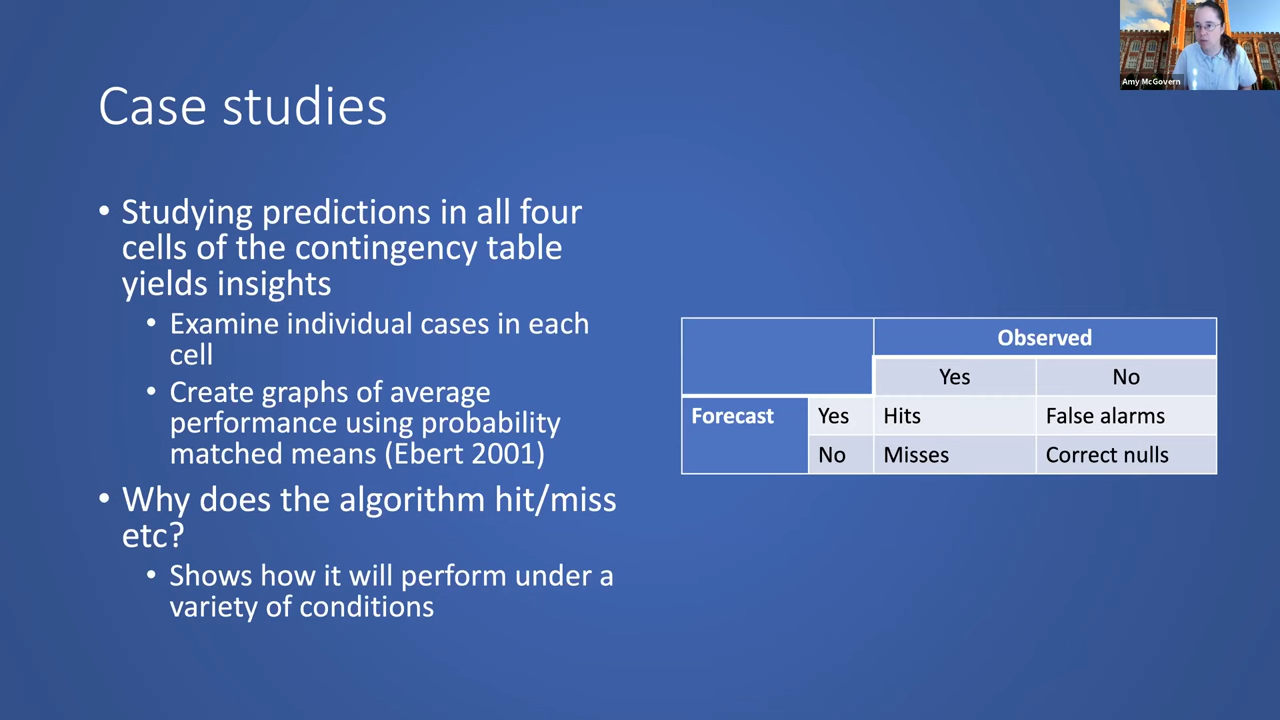 Amy McGovern
Case studies
• Studying predictions in all four
cells of the contingency table
yields insights
• Examine individual cases in each
cell
• Create graphs of average
performance using probability
matched means (Ebert 2001)
• Why does the algorithm hit/miss
etc?
• Shows how it will perform under a
variety of conditions
Observed
Yes No
Forecast Yes Hits False alarms
No Misses Correct nulls